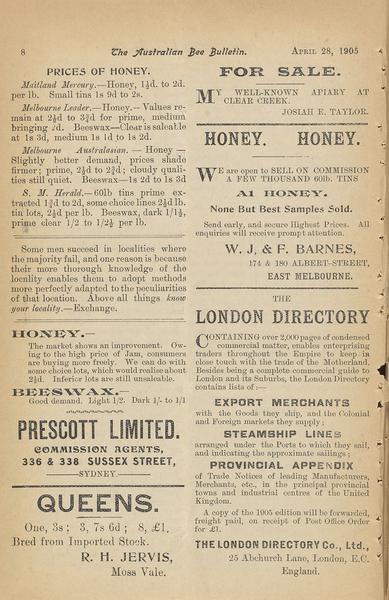 8 The Australian Bee Bulletin. APRIL 28, 1905
PRICES OF HONEY.
Maitland Mercury.—Honey, 1½d. to 2d.
per lb. Small tins 1s 9d to 2s.
Melbourne Leader.—Honey.— Values re-
main at 2½d to 3¾d for prime, medium
bringing 2d. Beeswax—Clear is saleable
at 1s 3d, medium 1s 1d to 1s 2d.
Melbourne Australasian. — Honey —
Slightly better demand, prices shade
firmer; prime, 2½d to 2¾d; cloudy quali-
ties still quiet. Beeswax—1s 2d to 1s 3d
S. M. Herald.—60lb tins prime ex-
tracted 1¾d to 2d, some choice lines 2¼d lb.
tin lots, 2½d per lb. Beeswax, dark 1/1½,
prime clear 1/2 to 1/2½ per lb.
Some men succeed in localities where
the majority fail, and one reason is because
their more thorough knowledge of the
locality enables them to adopt methods
more perfectly adapted to the peculiarities
of that location. Above all things know
your locality.—Exchange.
HONEY.—
The market shows an improvement. Ow-
ing to the high price of Jam, consumers
are buying more freely. We can do with
some choice lots, which would realise about
2½d. Inferior lots are still unsaleable.
BEESWAX.—
Good demand. Light 1/2. Dark 1/- to 1/1
PRESCOTT LIMITED.
COMMISSION AGENTS,
336 & 338 SUSSEX STREET,
—SYDNEY.—
QUEENS.
One, 3s; 3, 7s 6d; 8, £1,
Bred from Imported Stock.
R. H. JERVIS,
Moss Vale.
FOR SALE.
MY WELL-KNOWN APIARY AT
CLEAR CREEK.
JOSIAH E. TAYLOR.
HONEY. HONEY.
WE are open to SELL ON COMMISSION
A FEW THOUSAND 60lb. TINS
A1 HONEY.
None But Best Samples Sold.
Send early, and secure Highest Prices. All
enquiries will receive prompt attention.
W. J. & F. BARNES,
174 & 180 ALBERT-STREET,
EAST MELBOURNE.
THE
LONDON DIRECTORY
CONTAINING over 2,000 pages of condensed
commercial matter, enables enterprising
traders throughout the Empire to keep in
close touch with the trade of the Motherland.
Besides being a complete commercial guide to
London and its Suburbs, the London Directory
contains lists of :—
EXPORT MERCHANTS
with the Goods they ship, and the Colonial
and Foreign markets they supply;
STEAMSHIP LINES
arranged under the Ports to which they sail,
and indicating the approximate sailings;
PROVINCIAL APPENDIX
of Trade Notices of leading Manufacturers,
Merchants, etc., in the principal provincial
towns and industrial centres of the United
Kingdom.
A copy of the 1905 edition will be forwarded,
freight paid, on receipt of Post Office Order
for £1.
THE LONDON DIRECTORY Co., Ltd.,
25 Abchurch Lane, London, E.C.
England.